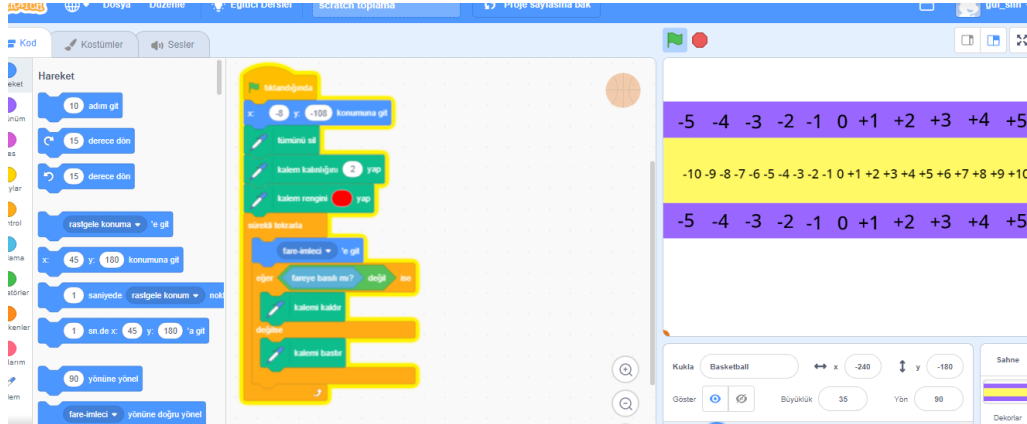 Dosya Düzenle Eğitici Dersler scratch toplama Proje sayfasına bak gul_sin
Kod Kostümler Sesler
Hareket
10 adım git
15 derece dön
15 derece dön
rastgele konuma 'e git
x: 45 y: 180 konumuna git
1 saniyede rastgele konum
1 sn.de x: 45 y: 180 'a git
90 yönüne yönel
fare-imleci yönüne doğru yönel
tıklandığında
x: -8 y: -108 konumuna git
tümünü sil
kalem kalınlığını 2 yap
kalem rengini yap
sürekli tekrarla
fare-imleci 'e git
eğer fareye basılı mı? değil ise
kalemi kaldır
değilse
kalemi bastır
-5 -4 -3 -2 -1 0 +1 +2 +3 +4 +5
-10 -9 -8 -7 -6 -5 -4 -3 -2 -1 0 +1 +2 +3 +4 +5 +6 +7 +8 +9 +10
-5 -4 -3 -2 -1 0 +1 +2 +3 +4 +5
Kukla Basketball x -240 y -180
Göster Büyüklük 35 Yön 90
Sahne
Dekorlar